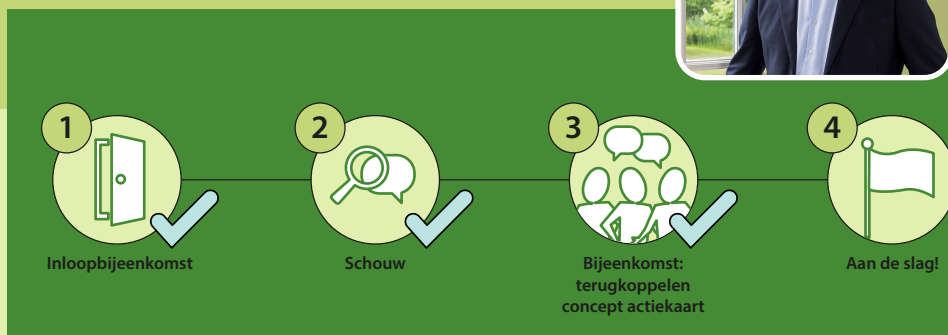 1
2
3
4
Inloopbijeenkomst
Schouw
Bijeenkomst:
terugkoppelen
concept actiekaart
Aan de slag!